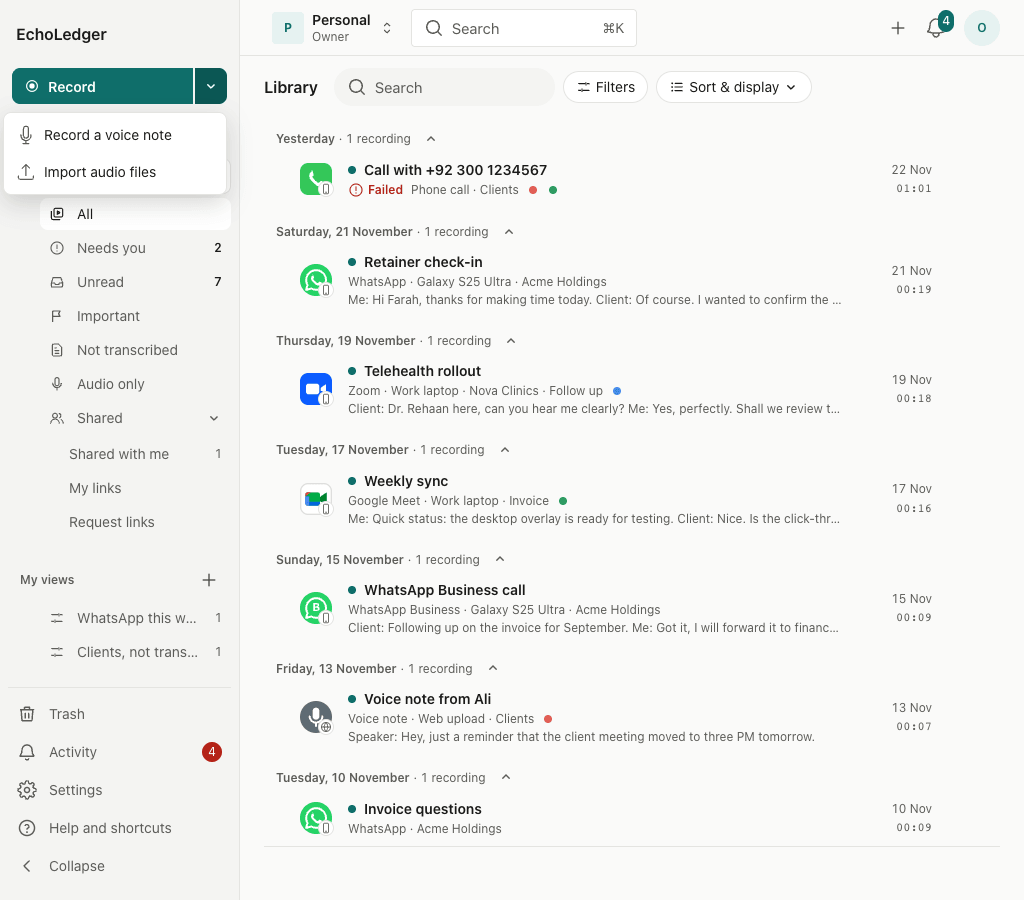 EchoLedger
Record
Record a voice note
Import audio files
All
Needs you 2
Unread 7
Important
Not transcribed
Audio only
Shared
Shared with me 1
My links
Request links
My views
WhatsApp this w... 1
Clients, not trans... 1
Trash
Activity 4
Settings
Help and shortcuts
Collapse
P Personal
Owner
Search ⌘K
4
O
Library
Search
Filters
Sort & display
Yesterday · 1 recording
Call with +92 300 1234567 22 Nov
Failed Phone call · Clients 01:01
Saturday, 21 November · 1 recording
Retainer check-in 21 Nov
WhatsApp · Galaxy S25 Ultra · Acme Holdings 00:19
Me: Hi Farah, thanks for making time today. Client: Of course. I wanted to confirm the ...
Thursday, 19 November · 1 recording
Telehealth rollout 19 Nov
Zoom · Work laptop · Nova Clinics · Follow up 00:18
Client: Dr. Rehaan here, can you hear me clearly? Me: Yes, perfectly. Shall we review t...
Tuesday, 17 November · 1 recording
Weekly sync 17 Nov
Google Meet · Work laptop · Invoice 00:16
Me: Quick status: the desktop overlay is ready for testing. Client: Nice. Is the click-thr...
Sunday, 15 November · 1 recording
WhatsApp Business call 15 Nov
B
WhatsApp Business · Galaxy S25 Ultra · Acme Holdings 00:09
Client: Following up on the invoice for September. Me: Got it, I will forward it to financ...
Friday, 13 November · 1 recording
Voice note from Ali 13 Nov
Voice note · Web upload · Clients 00:07
Speaker: Hey, just a reminder that the client meeting moved to three PM tomorrow.
Tuesday, 10 November · 1 recording
Invoice questions 10 Nov
WhatsApp · Acme Holdings 00:09